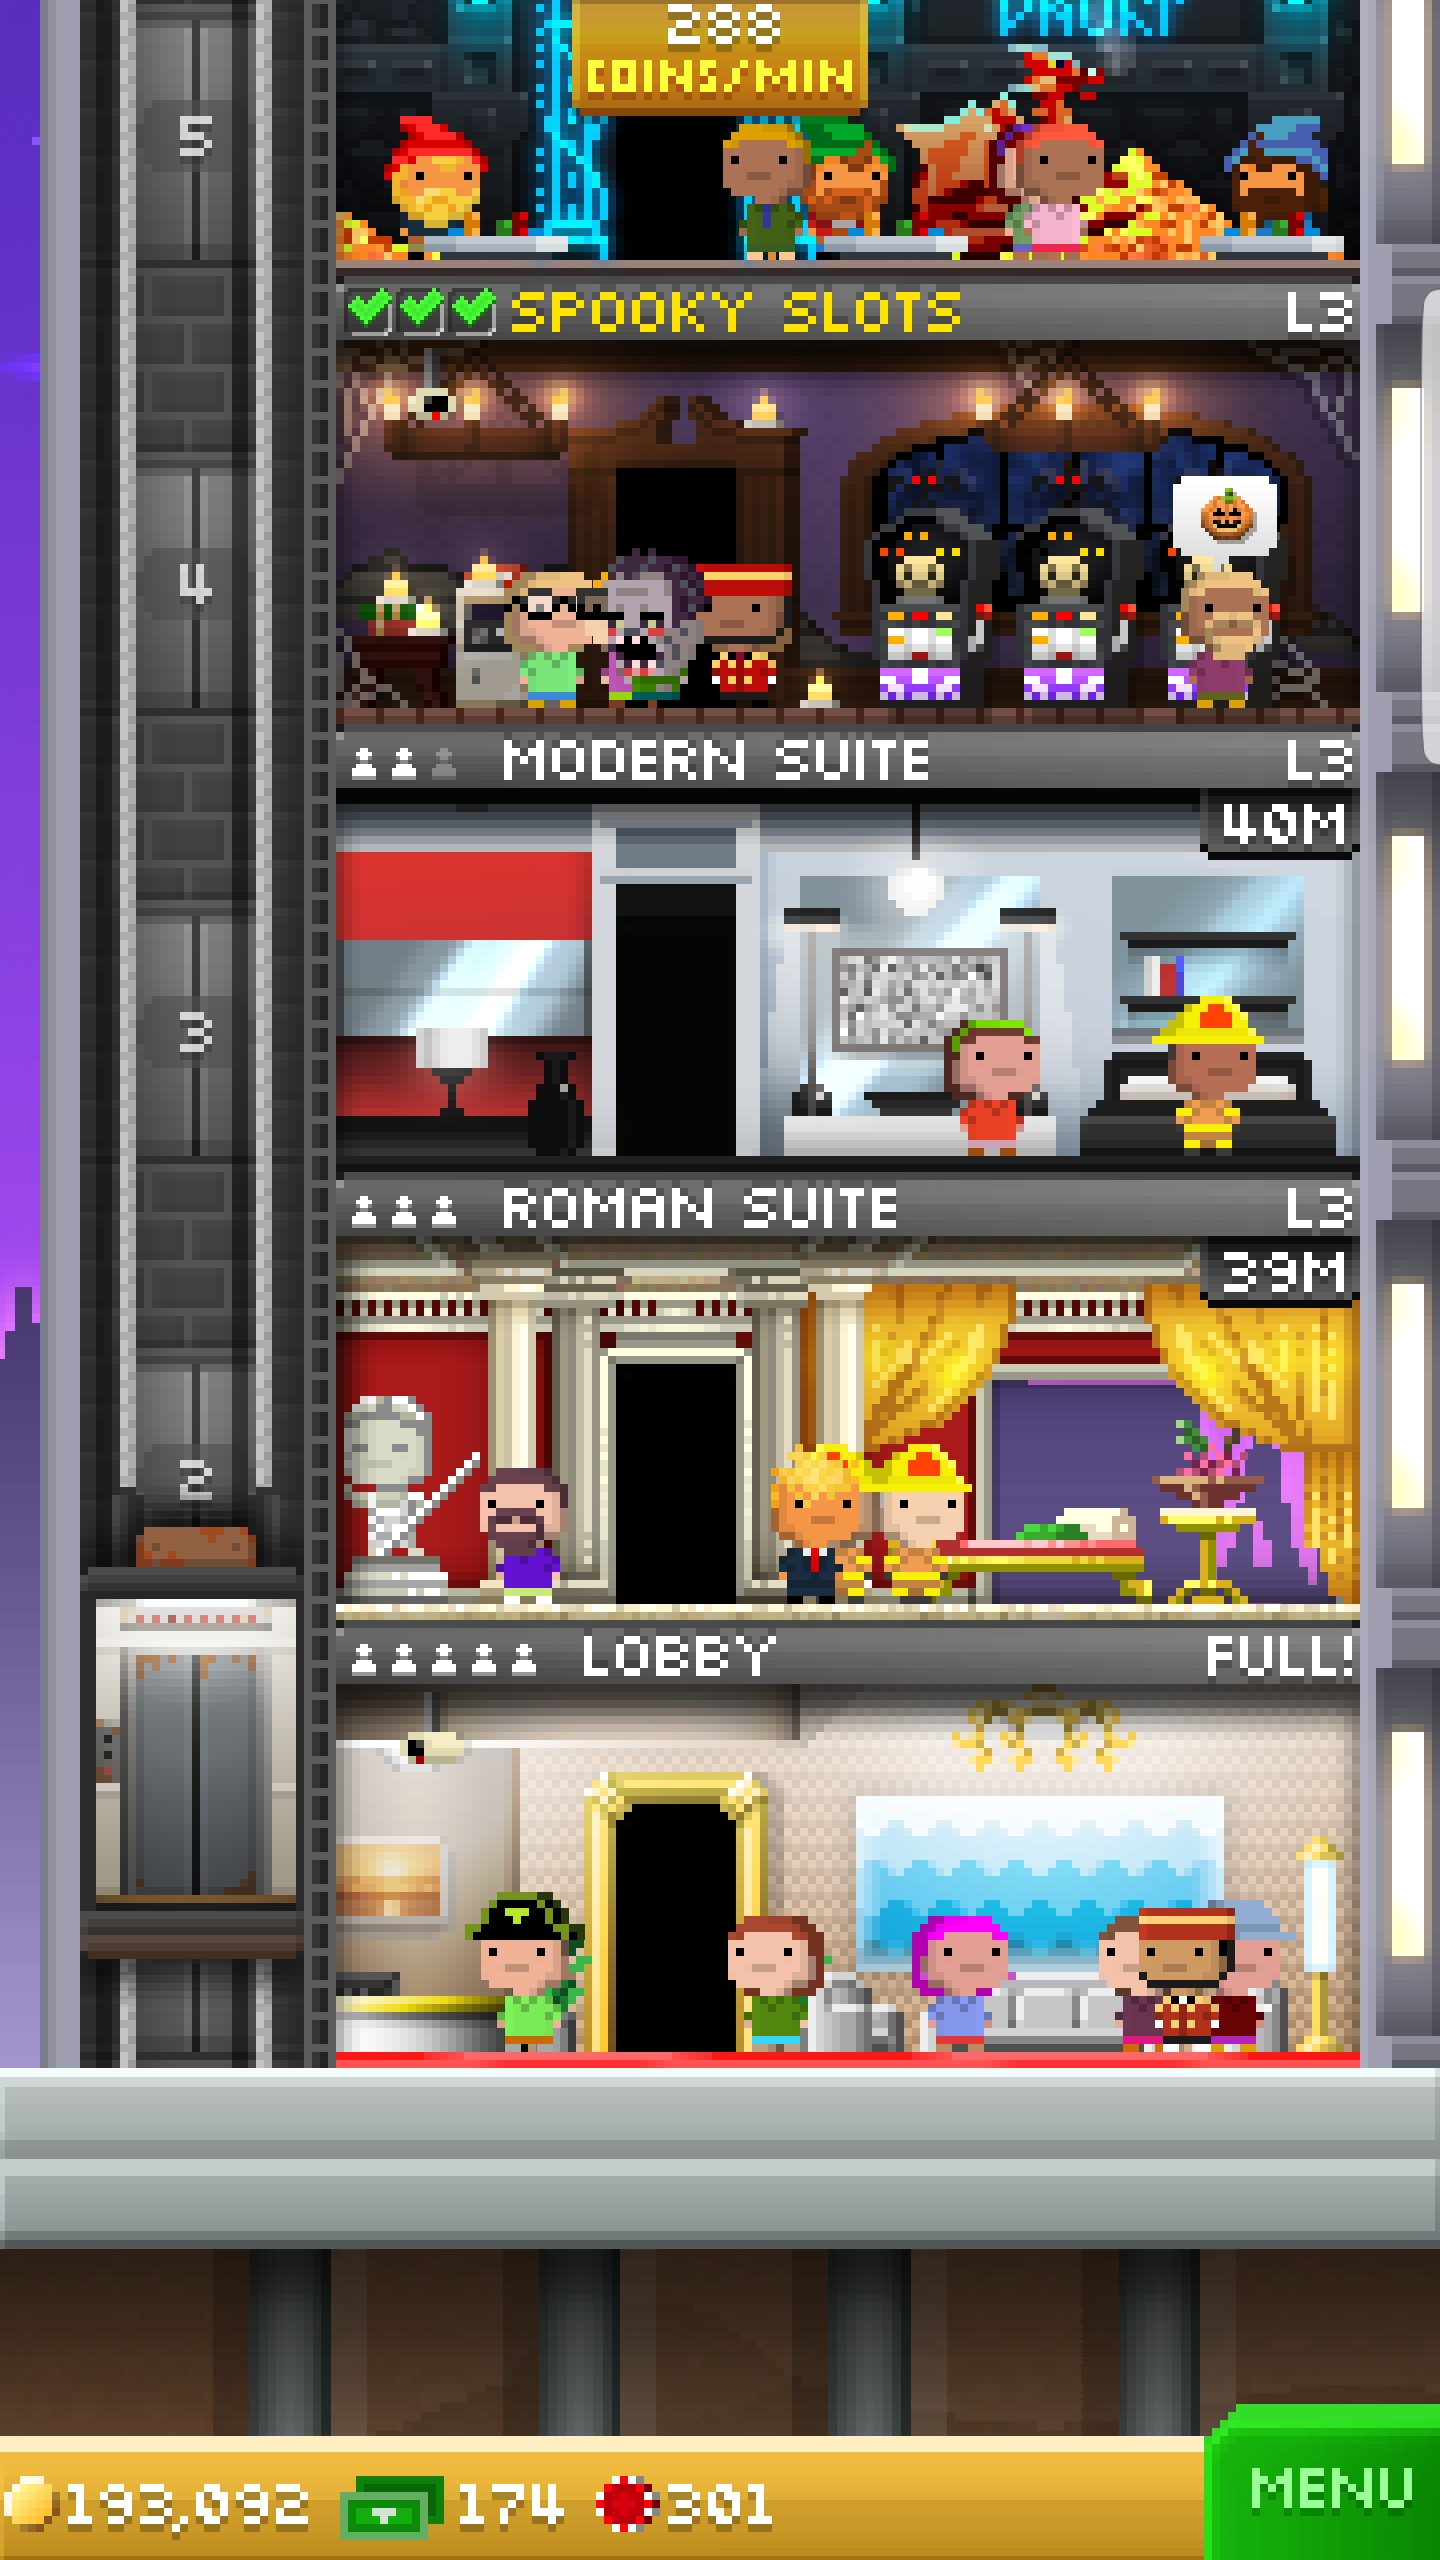 288
COINS/MIN
5
SPOOKY SLOTS L3
4
MODERN SUITE L3
40M
3
ROMAN SUITE L3
39M
2
LOBBY FULL!
193,092 174 301
MENU